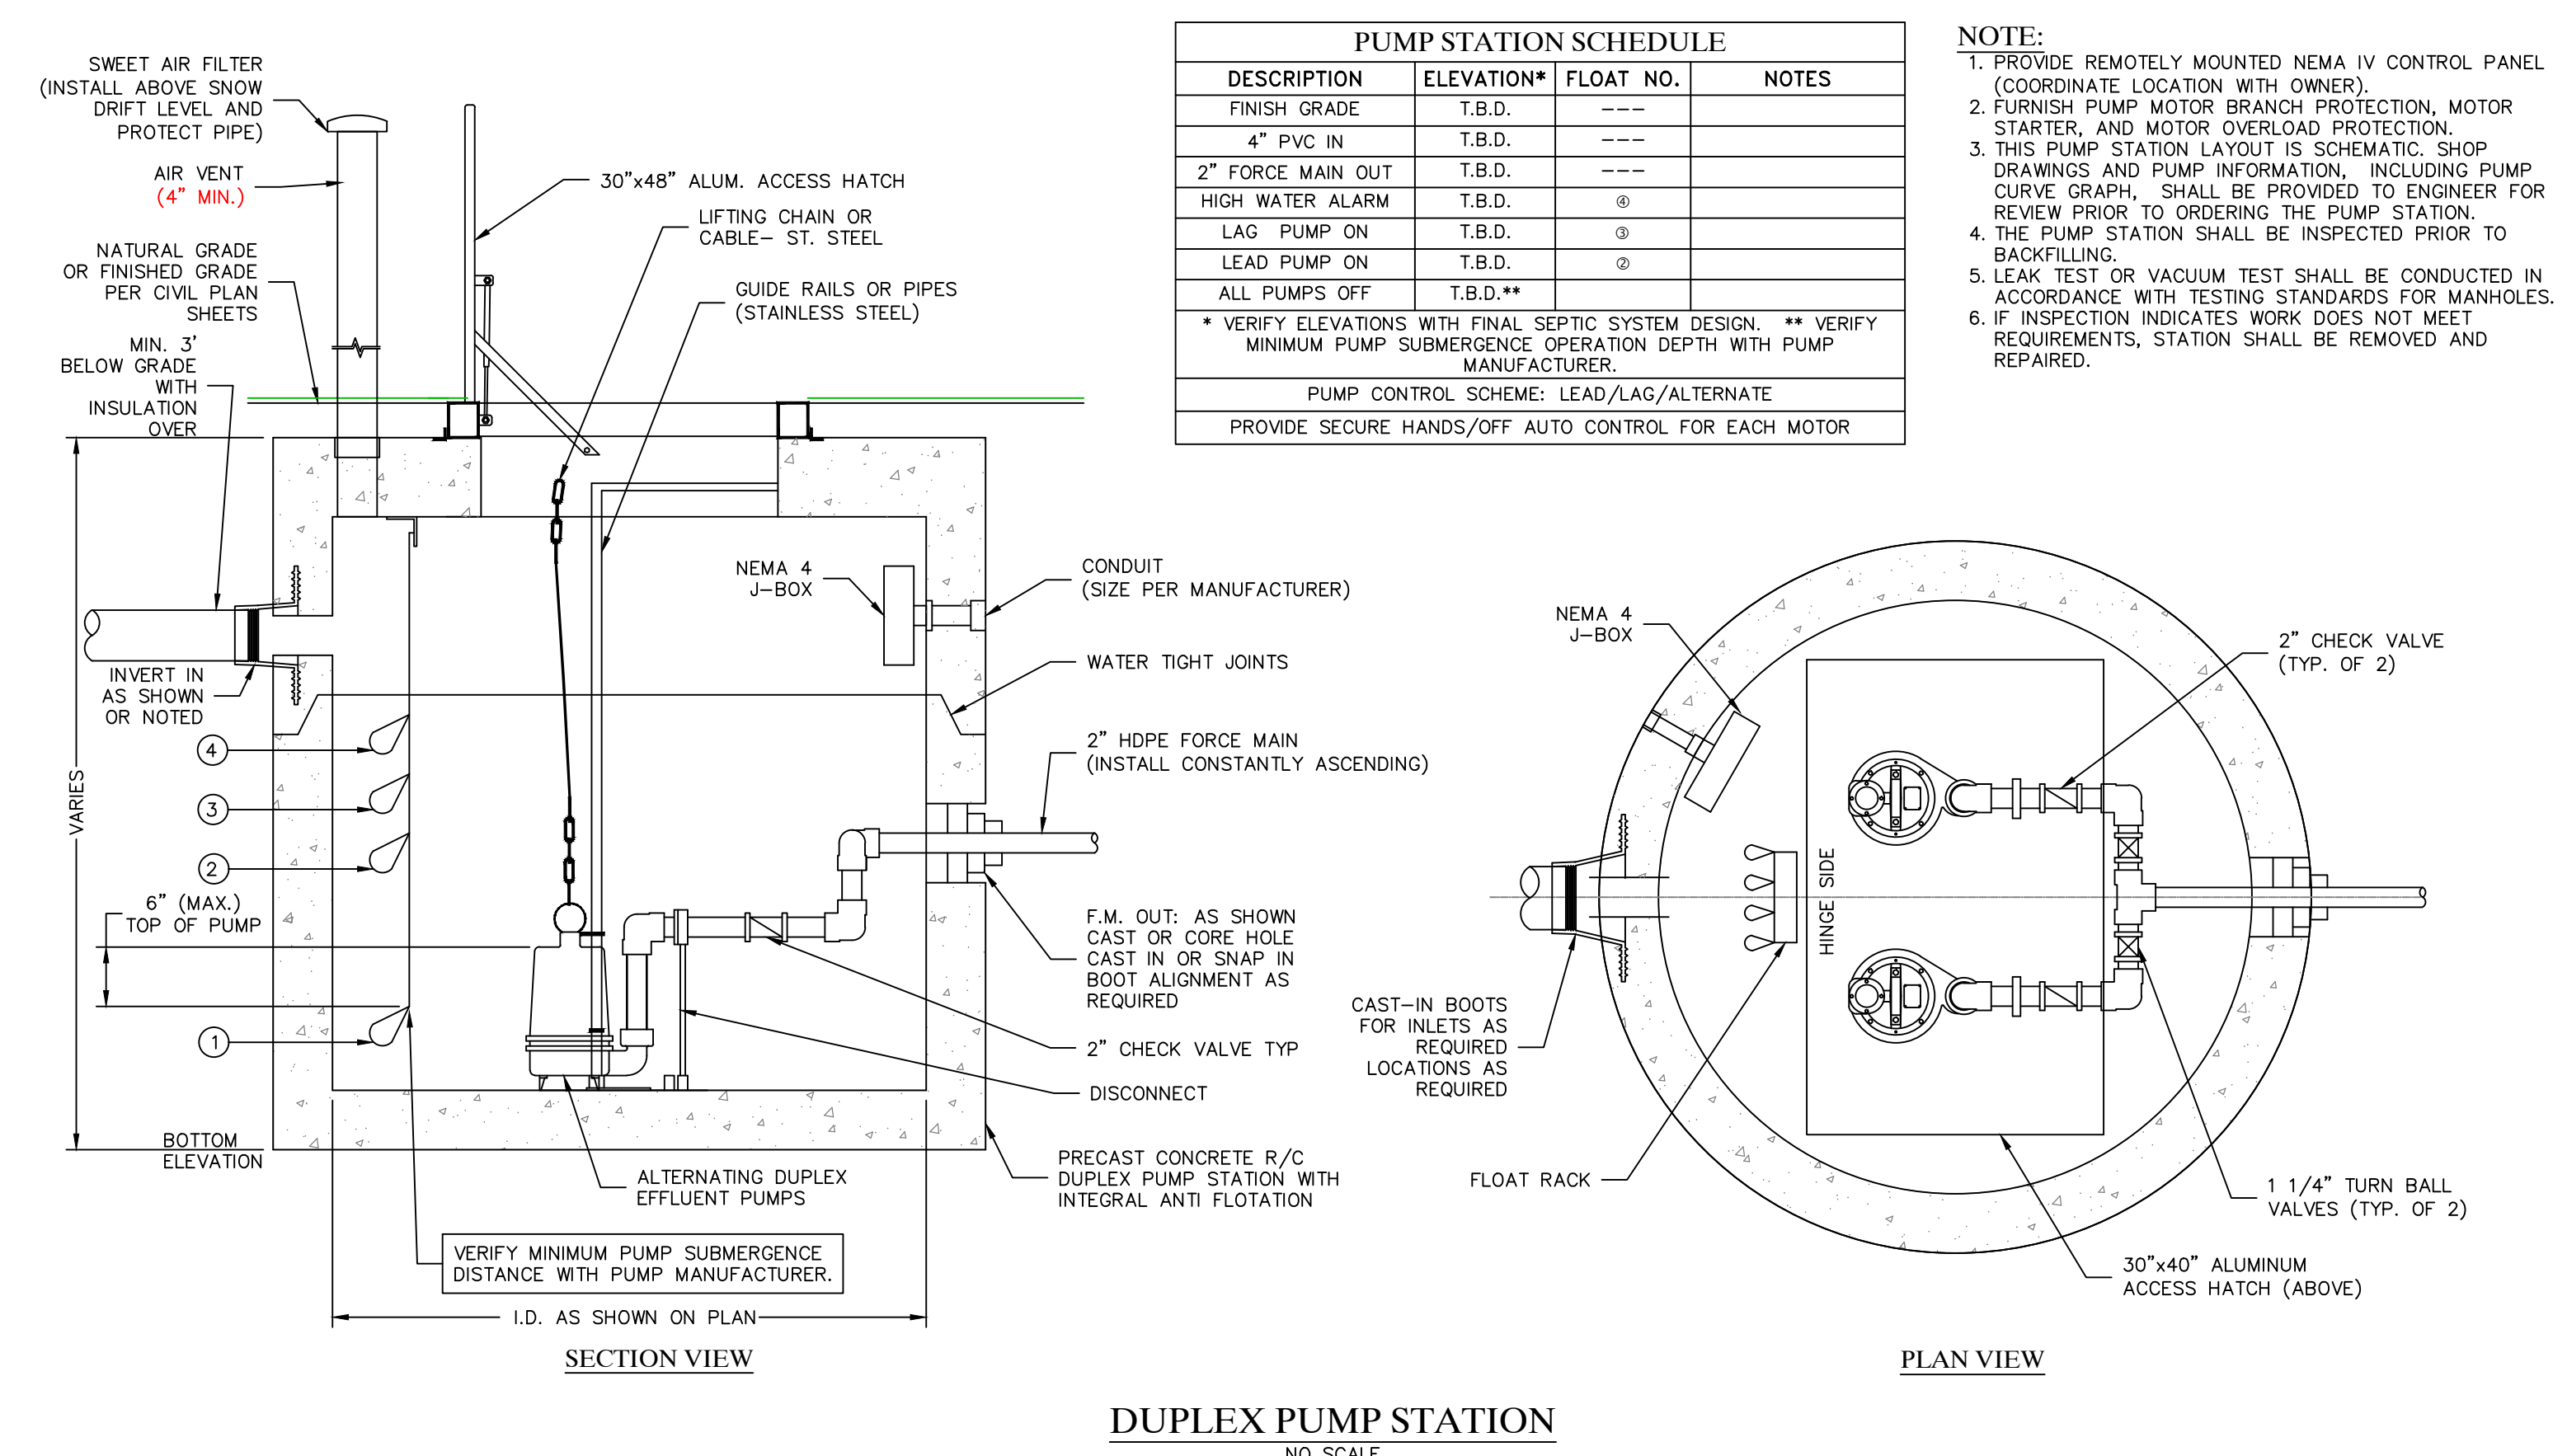 SWEET AIR FILTER
(INSTALL ABOVE SNOW
DRIFT LEVEL AND
PROTECT PIPE)
AIR VENT
(4" MIN.)
NATURAL GRADE
OR FINISHED GRADE
PER CIVIL PLAN
SHEETS
MIN. 3'
BELOW GRADE
WITH
INSULATION
OVER
30"x48" ALUM. ACCESS HATCH
LIFTING CHAIN OR
CABLE– ST. STEEL
GUIDE RAILS OR PIPES
(STAINLESS STEEL)
NEMA 4
J–BOX
CONDUIT
(SIZE PER MANUFACTURER)
WATER TIGHT JOINTS
INVERT IN
AS SHOWN
OR NOTED
2" HDPE FORCE MAIN
(INSTALL CONSTANTLY ASCENDING)
4
3
2
1
VARIES
6" (MAX.)
TOP OF PUMP
F.M. OUT: AS SHOWN
CAST OR CORE HOLE
CAST IN OR SNAP IN
BOOT ALIGNMENT AS
REQUIRED
2" CHECK VALVE TYP
DISCONNECT
BOTTOM
ELEVATION
PRECAST CONCRETE R/C
DUPLEX PUMP STATION WITH
INTEGRAL ANTI FLOTATION
ALTERNATING DUPLEX
EFFLUENT PUMPS
VERIFY MINIMUM PUMP SUBMERGENCE
DISTANCE WITH PUMP MANUFACTURER.
I.D. AS SHOWN ON PLAN
SECTION VIEW
PUMP STATION SCHEDULE
DESCRIPTION ELEVATION* FLOAT NO. NOTES
FINISH GRADE T.B.D. –––
4" PVC IN T.B.D. –––
2" FORCE MAIN OUT T.B.D. –––
HIGH WATER ALARM T.B.D. ④
LAG PUMP ON T.B.D. ③
LEAD PUMP ON T.B.D. ②
ALL PUMPS OFF T.B.D.**
* VERIFY ELEVATIONS WITH FINAL SEPTIC SYSTEM DESIGN. ** VERIFY
MINIMUM PUMP SUBMERGENCE OPERATION DEPTH WITH PUMP
MANUFACTURER.
PUMP CONTROL SCHEME: LEAD/LAG/ALTERNATE
PROVIDE SECURE HANDS/OFF AUTO CONTROL FOR EACH MOTOR
NOTE:
1. PROVIDE REMOTELY MOUNTED NEMA IV CONTROL PANEL
(COORDINATE LOCATION WITH OWNER).
2. FURNISH PUMP MOTOR BRANCH PROTECTION, MOTOR
STARTER, AND MOTOR OVERLOAD PROTECTION.
3. THIS PUMP STATION LAYOUT IS SCHEMATIC. SHOP
DRAWINGS AND PUMP INFORMATION, INCLUDING PUMP
CURVE GRAPH, SHALL BE PROVIDED TO ENGINEER FOR
REVIEW PRIOR TO ORDERING THE PUMP STATION.
4. THE PUMP STATION SHALL BE INSPECTED PRIOR TO
BACKFILLING.
5. LEAK TEST OR VACUUM TEST SHALL BE CONDUCTED IN
ACCORDANCE WITH TESTING STANDARDS FOR MANHOLES.
6. IF INSPECTION INDICATES WORK DOES NOT MEET
REQUIREMENTS, STATION SHALL BE REMOVED AND
REPAIRED.
NEMA 4
J–BOX
2" CHECK VALVE
(TYP. OF 2)
HINGE SIDE
CAST–IN BOOTS
FOR INLETS AS
REQUIRED
LOCATIONS AS
REQUIRED
FLOAT RACK
1 1/4" TURN BALL
VALVES (TYP. OF 2)
30"x40" ALUMINUM
ACCESS HATCH (ABOVE)
PLAN VIEW
DUPLEX PUMP STATION
NO SCALE